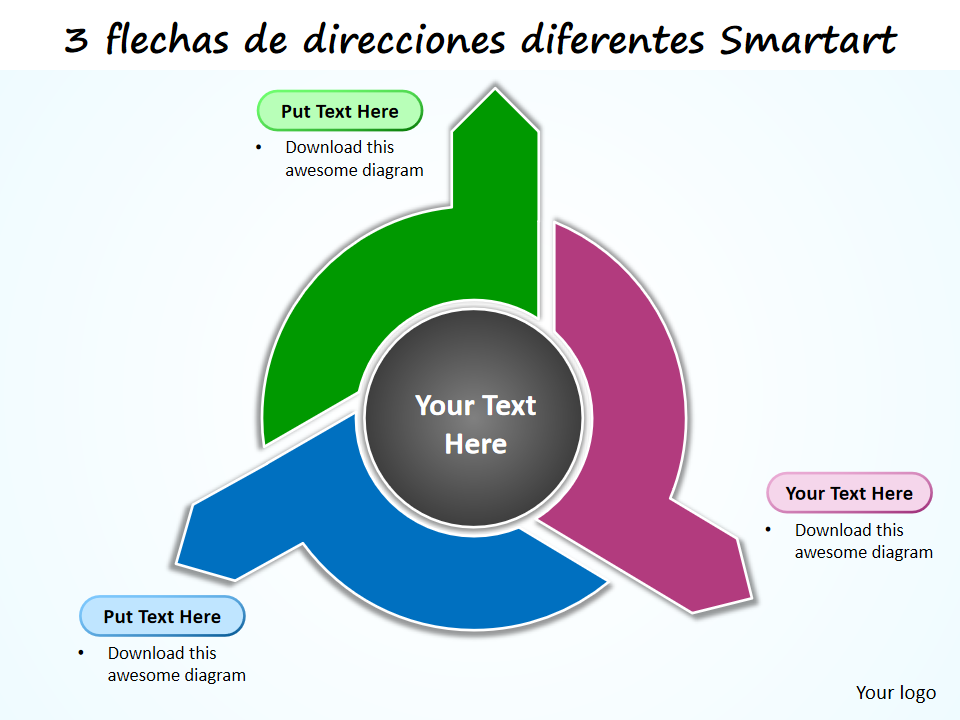 3 flechas de direcciones diferentes Smartart
Put Text Here
• Download this
awesome diagram
Your Text
Here
Your Text Here
• Download this
awesome diagram
Put Text Here
• Download this
awesome diagram
Your logo